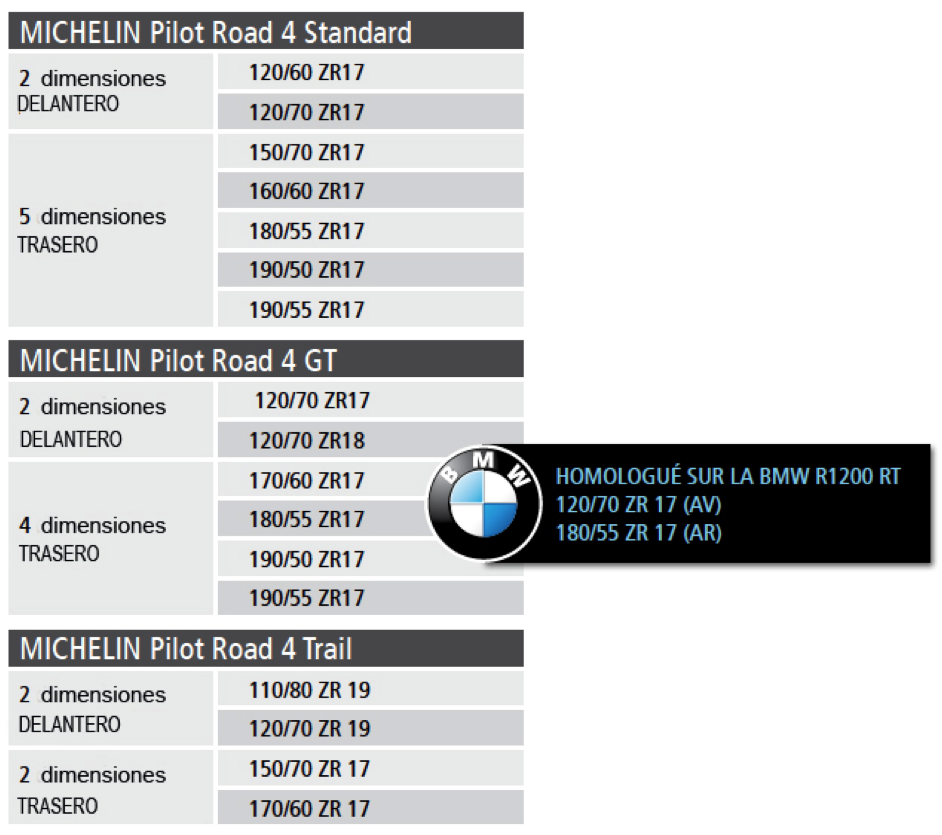 MICHELIN Pilot Road 4 Standard
2 dimensiones
DELANTERO
120/60 ZR17
120/70 ZR17
5 dimensiones
TRASERO
150/70 ZR17
160/60 ZR17
180/55 ZR17
190/50 ZR17
190/55 ZR17
MICHELIN Pilot Road 4 GT
2 dimensiones
DELANTERO
120/70 ZR17
120/70 ZR18
4 dimensiones
TRASERO
170/60 ZR17
180/55 ZR17
190/50 ZR17
190/55 ZR17
BMW
HOMOLOGUÉ SUR LA BMW R1200 RT
120/70 ZR 17 (AV)
180/55 ZR 17 (AR)
MICHELIN Pilot Road 4 Trail
2 dimensiones
DELANTERO
110/80 ZR 19
120/70 ZR 19
2 dimensiones
TRASERO
150/70 ZR 17
170/60 ZR 17